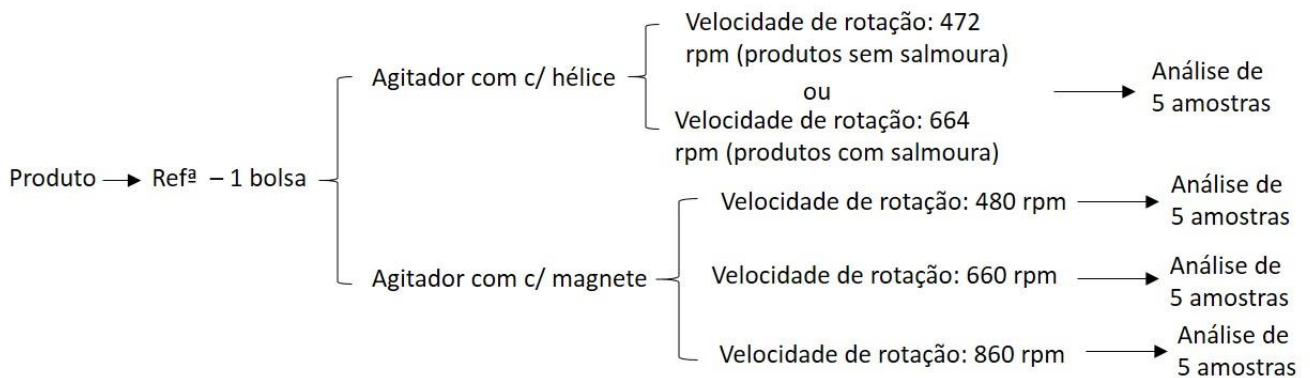 Velocidade de rotação: 472
rpm (produtos sem salmoura)
Agitador com c/ hélice
ou
Análise de
5 amostras
Velocidade de rotação: 664
rpm (produtos com salmoura)
Produto
Refª – 1 bolsa
Velocidade de rotação: 480 rpm
Análise de
5 amostras
Agitador com c/ magnete
Velocidade de rotação: 660 rpm
Análise de
5 amostras
Velocidade de rotação: 860 rpm
Análise de
5 amostras